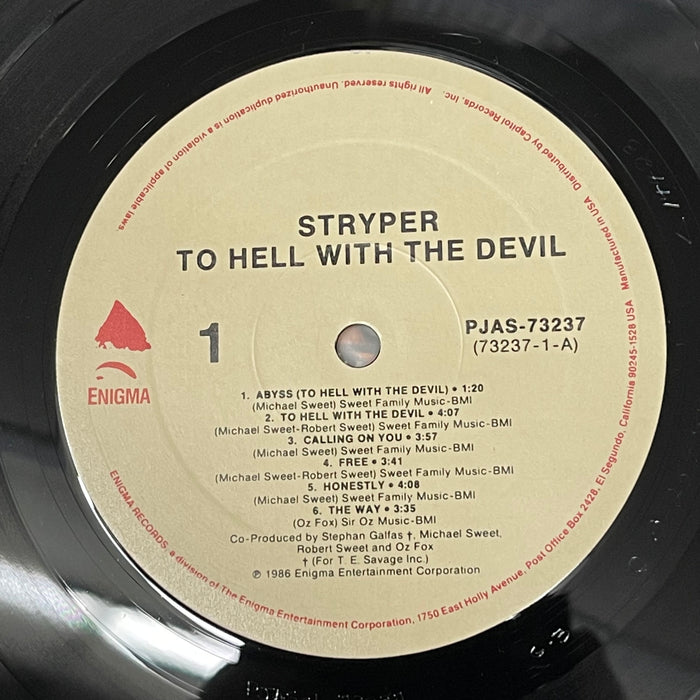 STRYPER
TO HELL WITH THE DEVIL
1
PJAS-73237
(73237-1-A)
ENIGMA
1. ABYSS (TO HELL WITH THE DEVIL) • 1:20
(Michael Sweet) Sweet Family Music-BMI
2. TO HELL WITH THE DEVIL • 4:07
(Michael Sweet-Robert Sweet) Sweet Family Music-BMI
3. CALLING ON YOU • 3:57
(Michael Sweet) Sweet Family Music-BMI
4. FREE • 3:41
(Michael Sweet-Robert Sweet) Sweet Family Music-BMI
5. HONESTLY • 4:08
(Michael Sweet) Sweet Family Music-BMI
6. THE WAY • 3:35
(Oz Fox) Sir Oz Music-BMI
Co-Produced by Stephan Galfas †, Michael Sweet,
Robert Sweet and Oz Fox
† (For T. E. Savage Inc.)
℗ 1986 Enigma Entertainment Corporation
ENIGMA RECORDS, a division of The Enigma Entertainment Corporation, 1750 East Holly Avenue, Post Office Box 2428, El Segundo, California 90245-1528 USA Manufactured in USA Distributed by Capitol Records, Inc. All rights reserved. Unauthorized duplication is a violation of applicable laws.